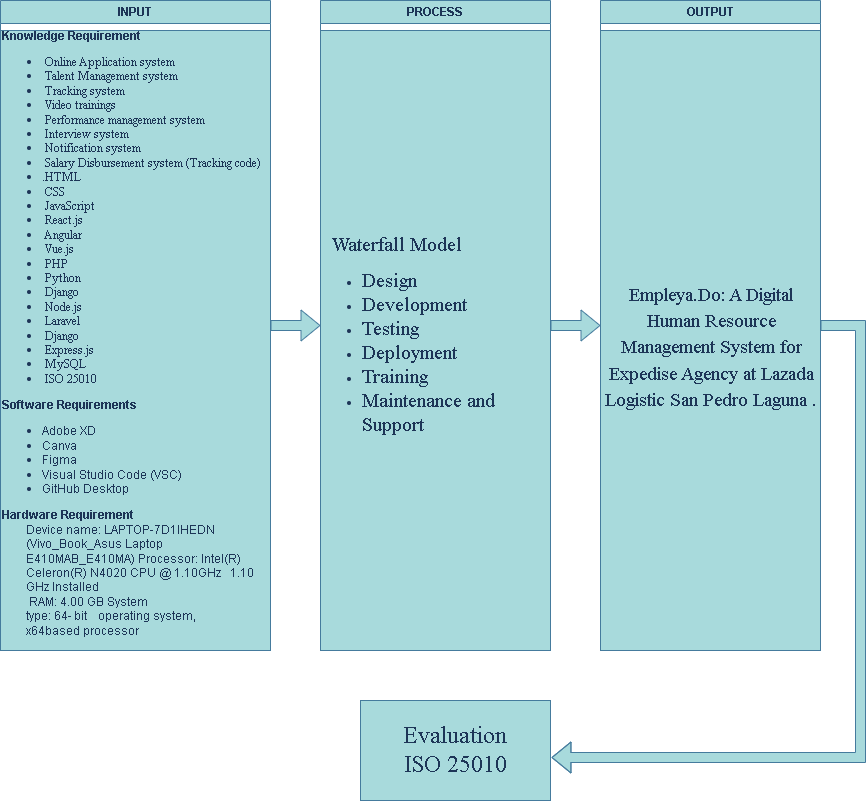 INPUT
Knowledge Requirement
• Online Application system
• Talent Management system
• Tracking system
• Video trainings
• Performance management system
• Interview system
• Notification system
• Salary Disbursement system (Tracking code)
• .HTML
• CSS
• JavaScript
• React.js
• Angular
• Vue.js
• PHP
• Python
• Django
• Node.js
• Laravel
• Django
• Express.js
• MySQL
• ISO 25010
Software Requirements
• Adobe XD
• Canva
• Figma
• Visual Studio Code (VSC)
• GitHub Desktop
Hardware Requirement
Device name: LAPTOP-7D1IHEDN
(Vivo_Book_Asus Laptop
E410MAB_E410MA) Processor: Intel(R)
Celeron(R) N4020 CPU @ 1.10GHz 1.10
GHz Installed
RAM: 4.00 GB System
type: 64- bit operating system,
x64based processor
PROCESS
Waterfall Model
• Design
• Development
• Testing
• Deployment
• Training
• Maintenance and
Support
OUTPUT
Empleya.Do: A Digital
Human Resource
Management System for
Expedise Agency at Lazada
Logistic San Pedro Laguna .
Evaluation
ISO 25010